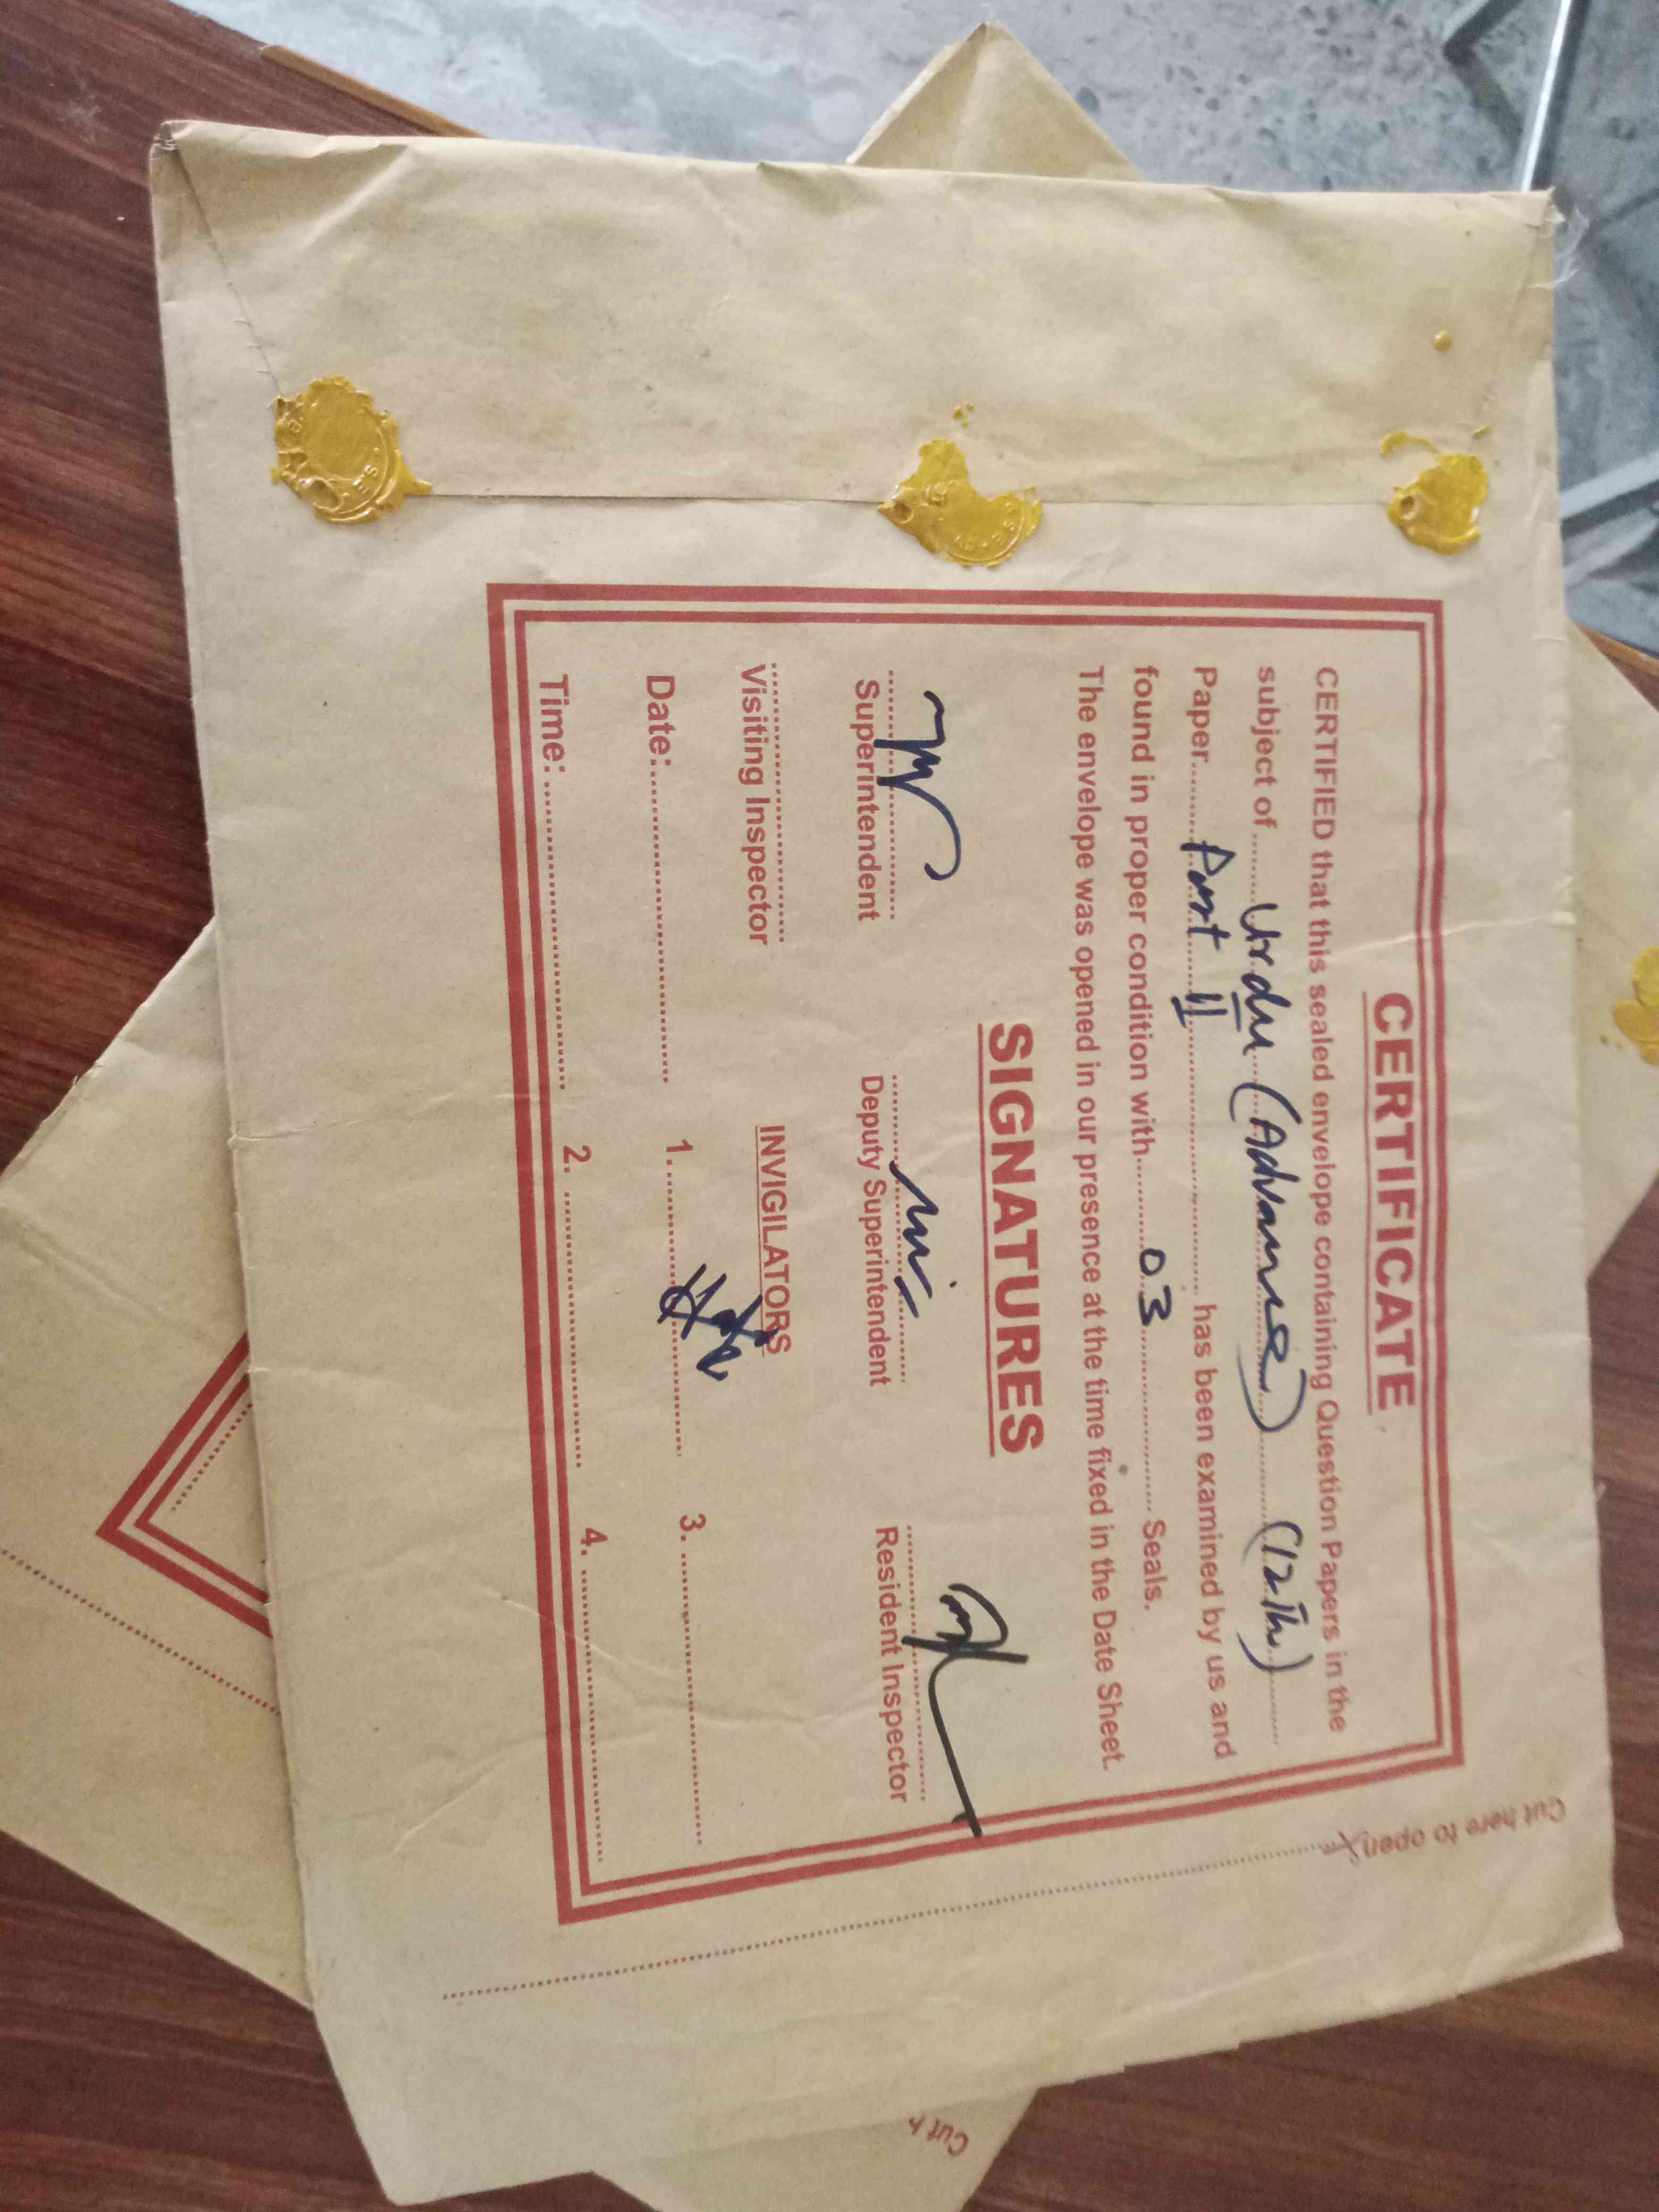 CERTIFICATE
CERTIFIED that this sealed envelope containing Question Papers in the
subject of Urdu (Advance) (12th)
Paper Part II has been examined by us and
found in proper condition with 03 Seals.
The envelope was opened in our presence at the time fixed in the Date Sheet.
SIGNATURES
Superintendent Deputy Superintendent Resident Inspector
Visiting Inspector INVIGILATORS
Date: 1. 3.
Time: 2. 4.
Cut here to open
Cut h